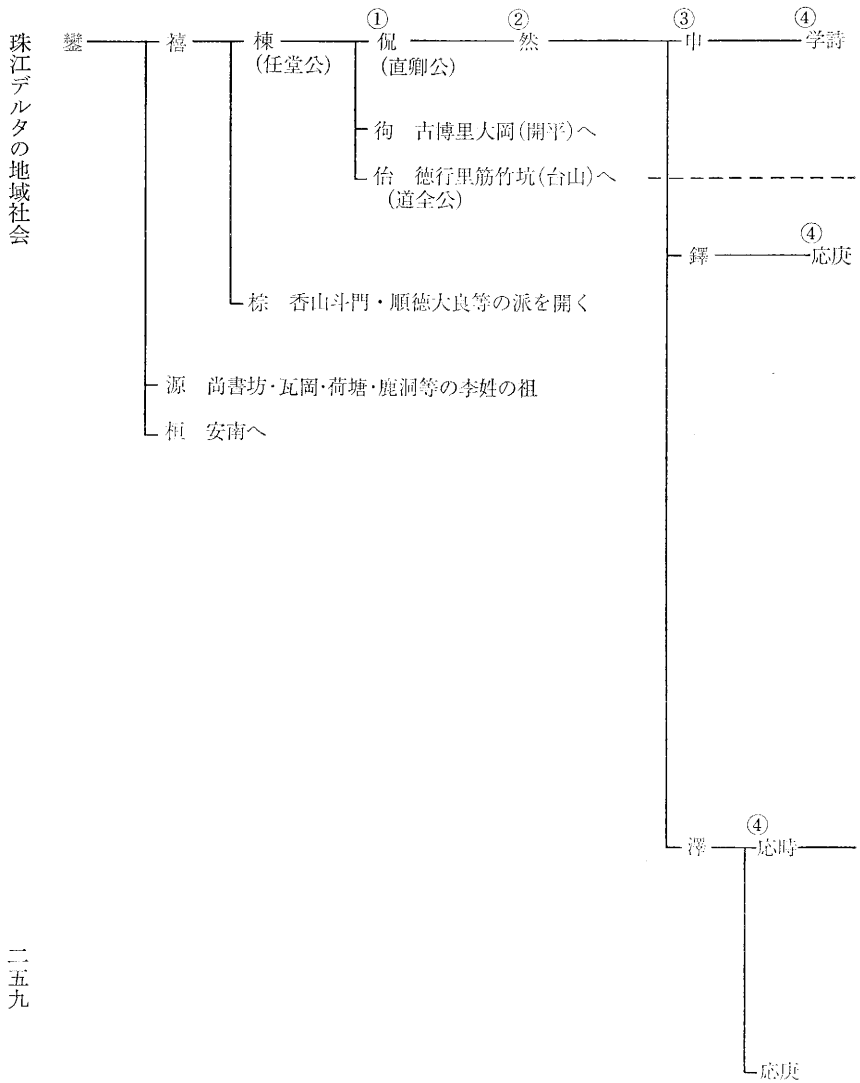 珠江デルタの地域社会
① ② ③ ④
鑾 禧 棟 侃 然 申 学詩
(任堂公) (直卿公)
徇 古博里大岡(開平)へ
佁 徳行里筋竹坑(台山)へ
(道全公)
④
鐸 応庚
棕 香山斗門・順徳大良等の派を開く
源 尚書坊・瓦岡・荷塘・鹿洞等の李姓の祖
桓 安南へ
④
澤 応時
応庚
二五九